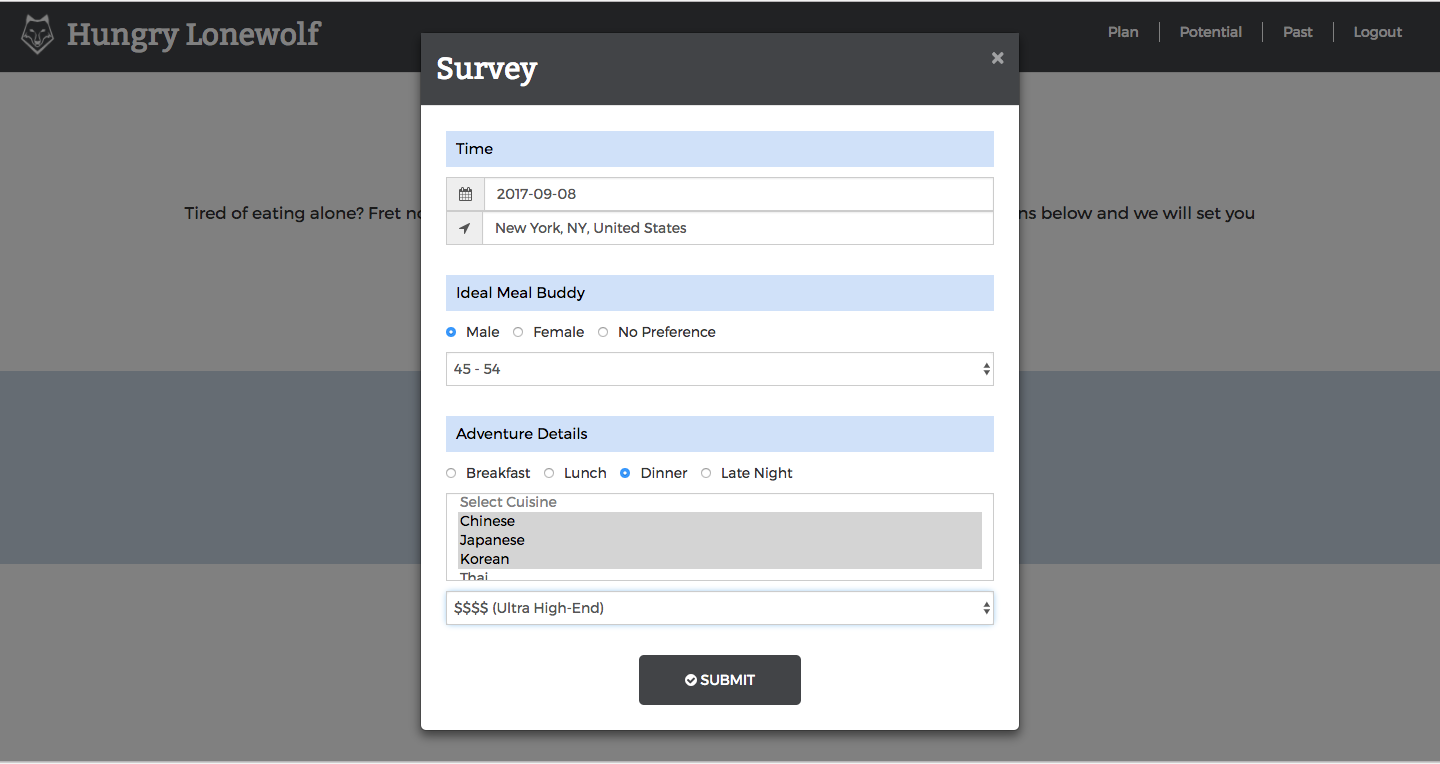 Hungry Lonewolf
Plan
Potential
Past
Logout
Survey
×
Tired of eating alone? Fret
ns below and we will set you
Time
2017-09-08
New York, NY, United States
Ideal Meal Buddy
Male Female No Preference
45 - 54
Adventure Details
Breakfast Lunch Dinner Late Night
Select Cuisine
Chinese
Japanese
Korean
Thai
$$$$ (Ultra High-End)
SUBMIT